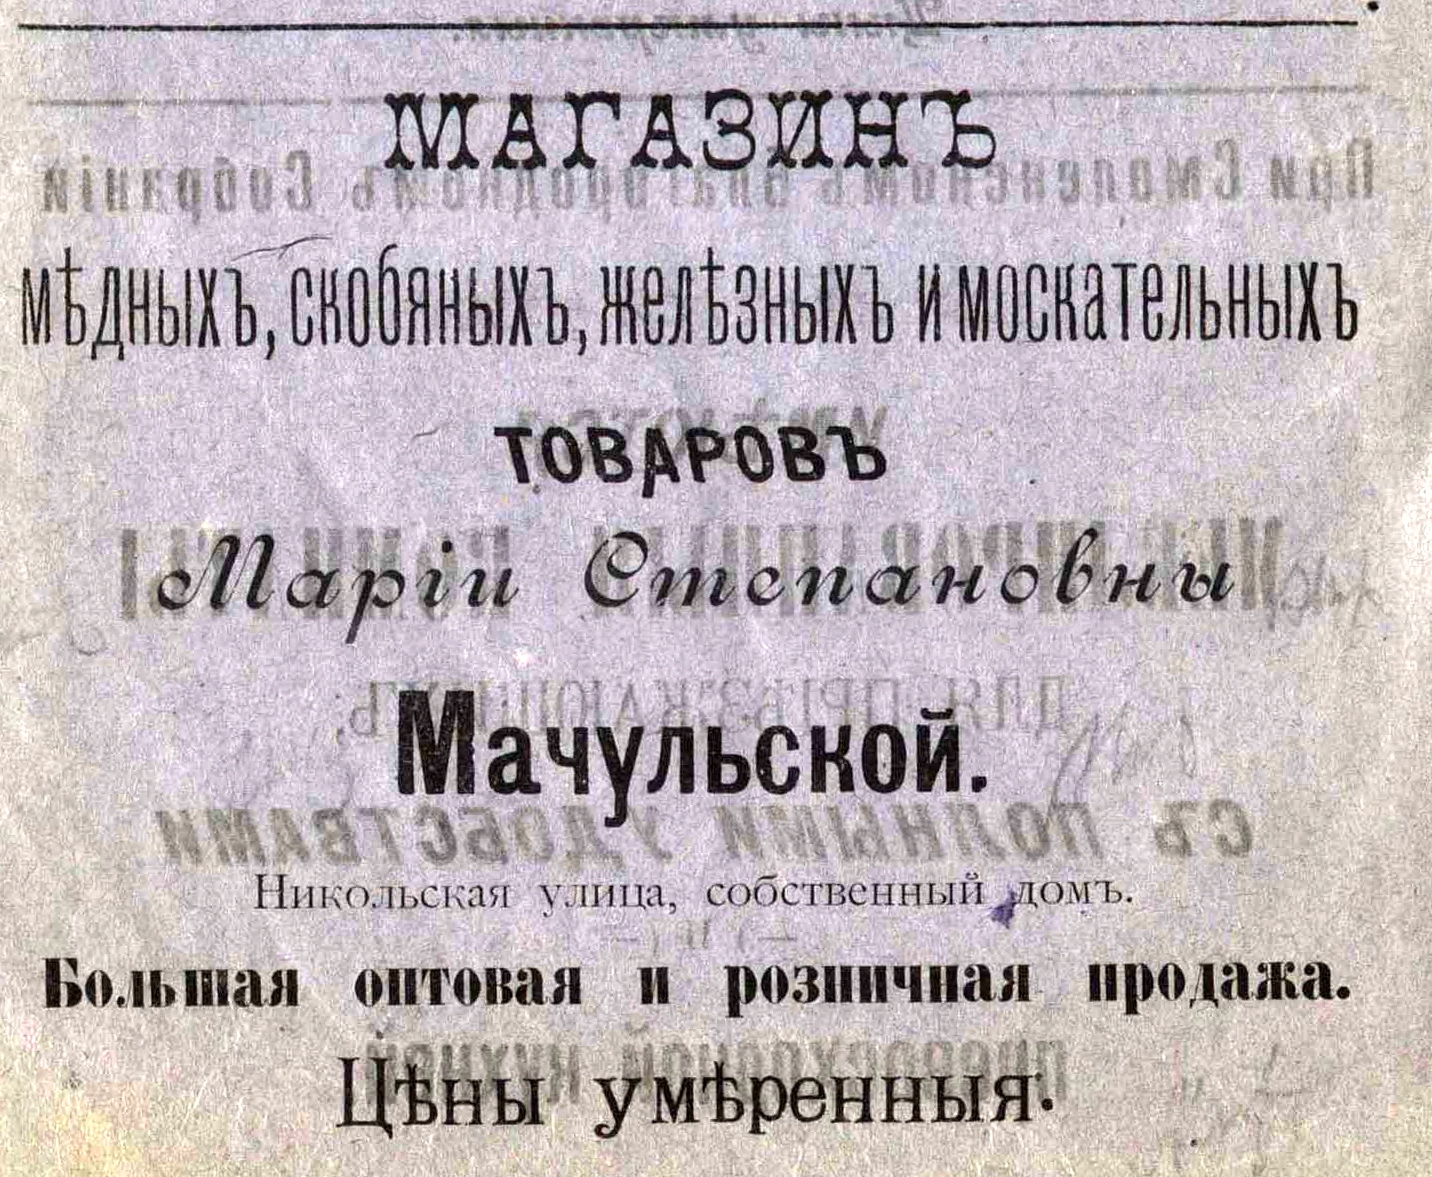 МАГАЗИНЪ
мѣдныхъ, скобяныхъ, желѣзныхъ и москательныхъ
ТОВАРОВЪ
Маріи Степановны
Мачульской.
Никольская улица, собственный домъ.
Большая оптовая и розничная продажа.
Цѣны умѣренныя.